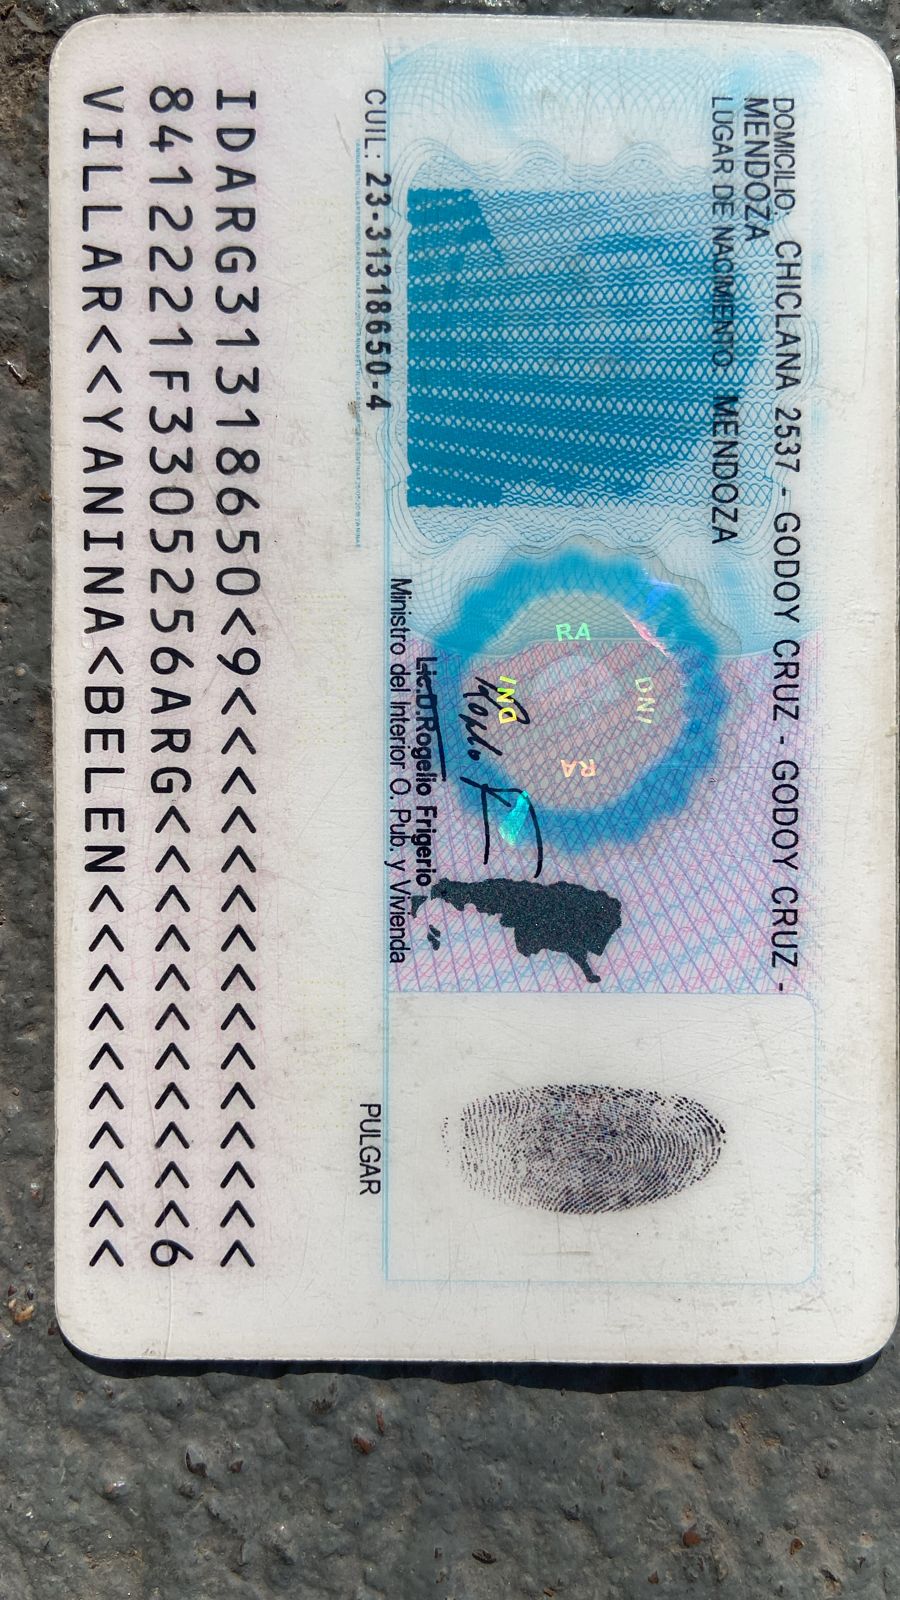 DOMICILIO: CHICLANA 2537 - GODOY CRUZ - GODOY CRUZ -
MENDOZA
LUGAR DE NACIMIENTO: MENDOZA
RA
DNI
DNI
RA
Lic.D.Rogelio Frigerio
Ministro del Interior O. Pub. y Vivienda
CUIL: 23-31318650-4
PULGAR
IDARG31318650<9<<<<<<<<<<<<<<<
8412221F3305256ARG<<<<<<<<<<<6
VILLAR<<YANINA<BELEN<<<<<<<<<<